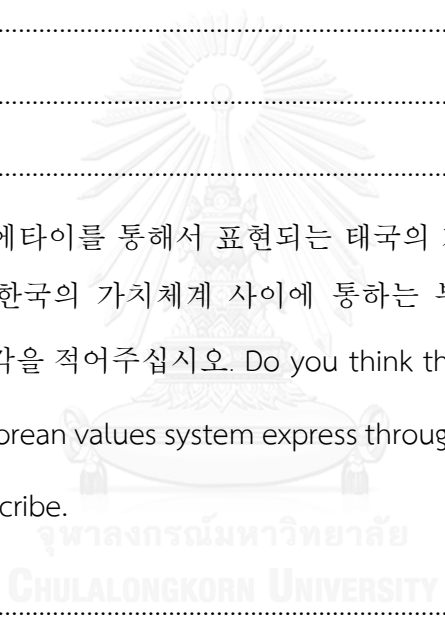 에타이를 통해서 표현되는 태국의
한국의 가치체계 사이에 통하는
각을 적어주십시오. Do you think th
orean values system express throug
cribe.
จุฬาลงกรณ์มหาวิทยาลัย
CHULALONGKORN UNIVERSITY